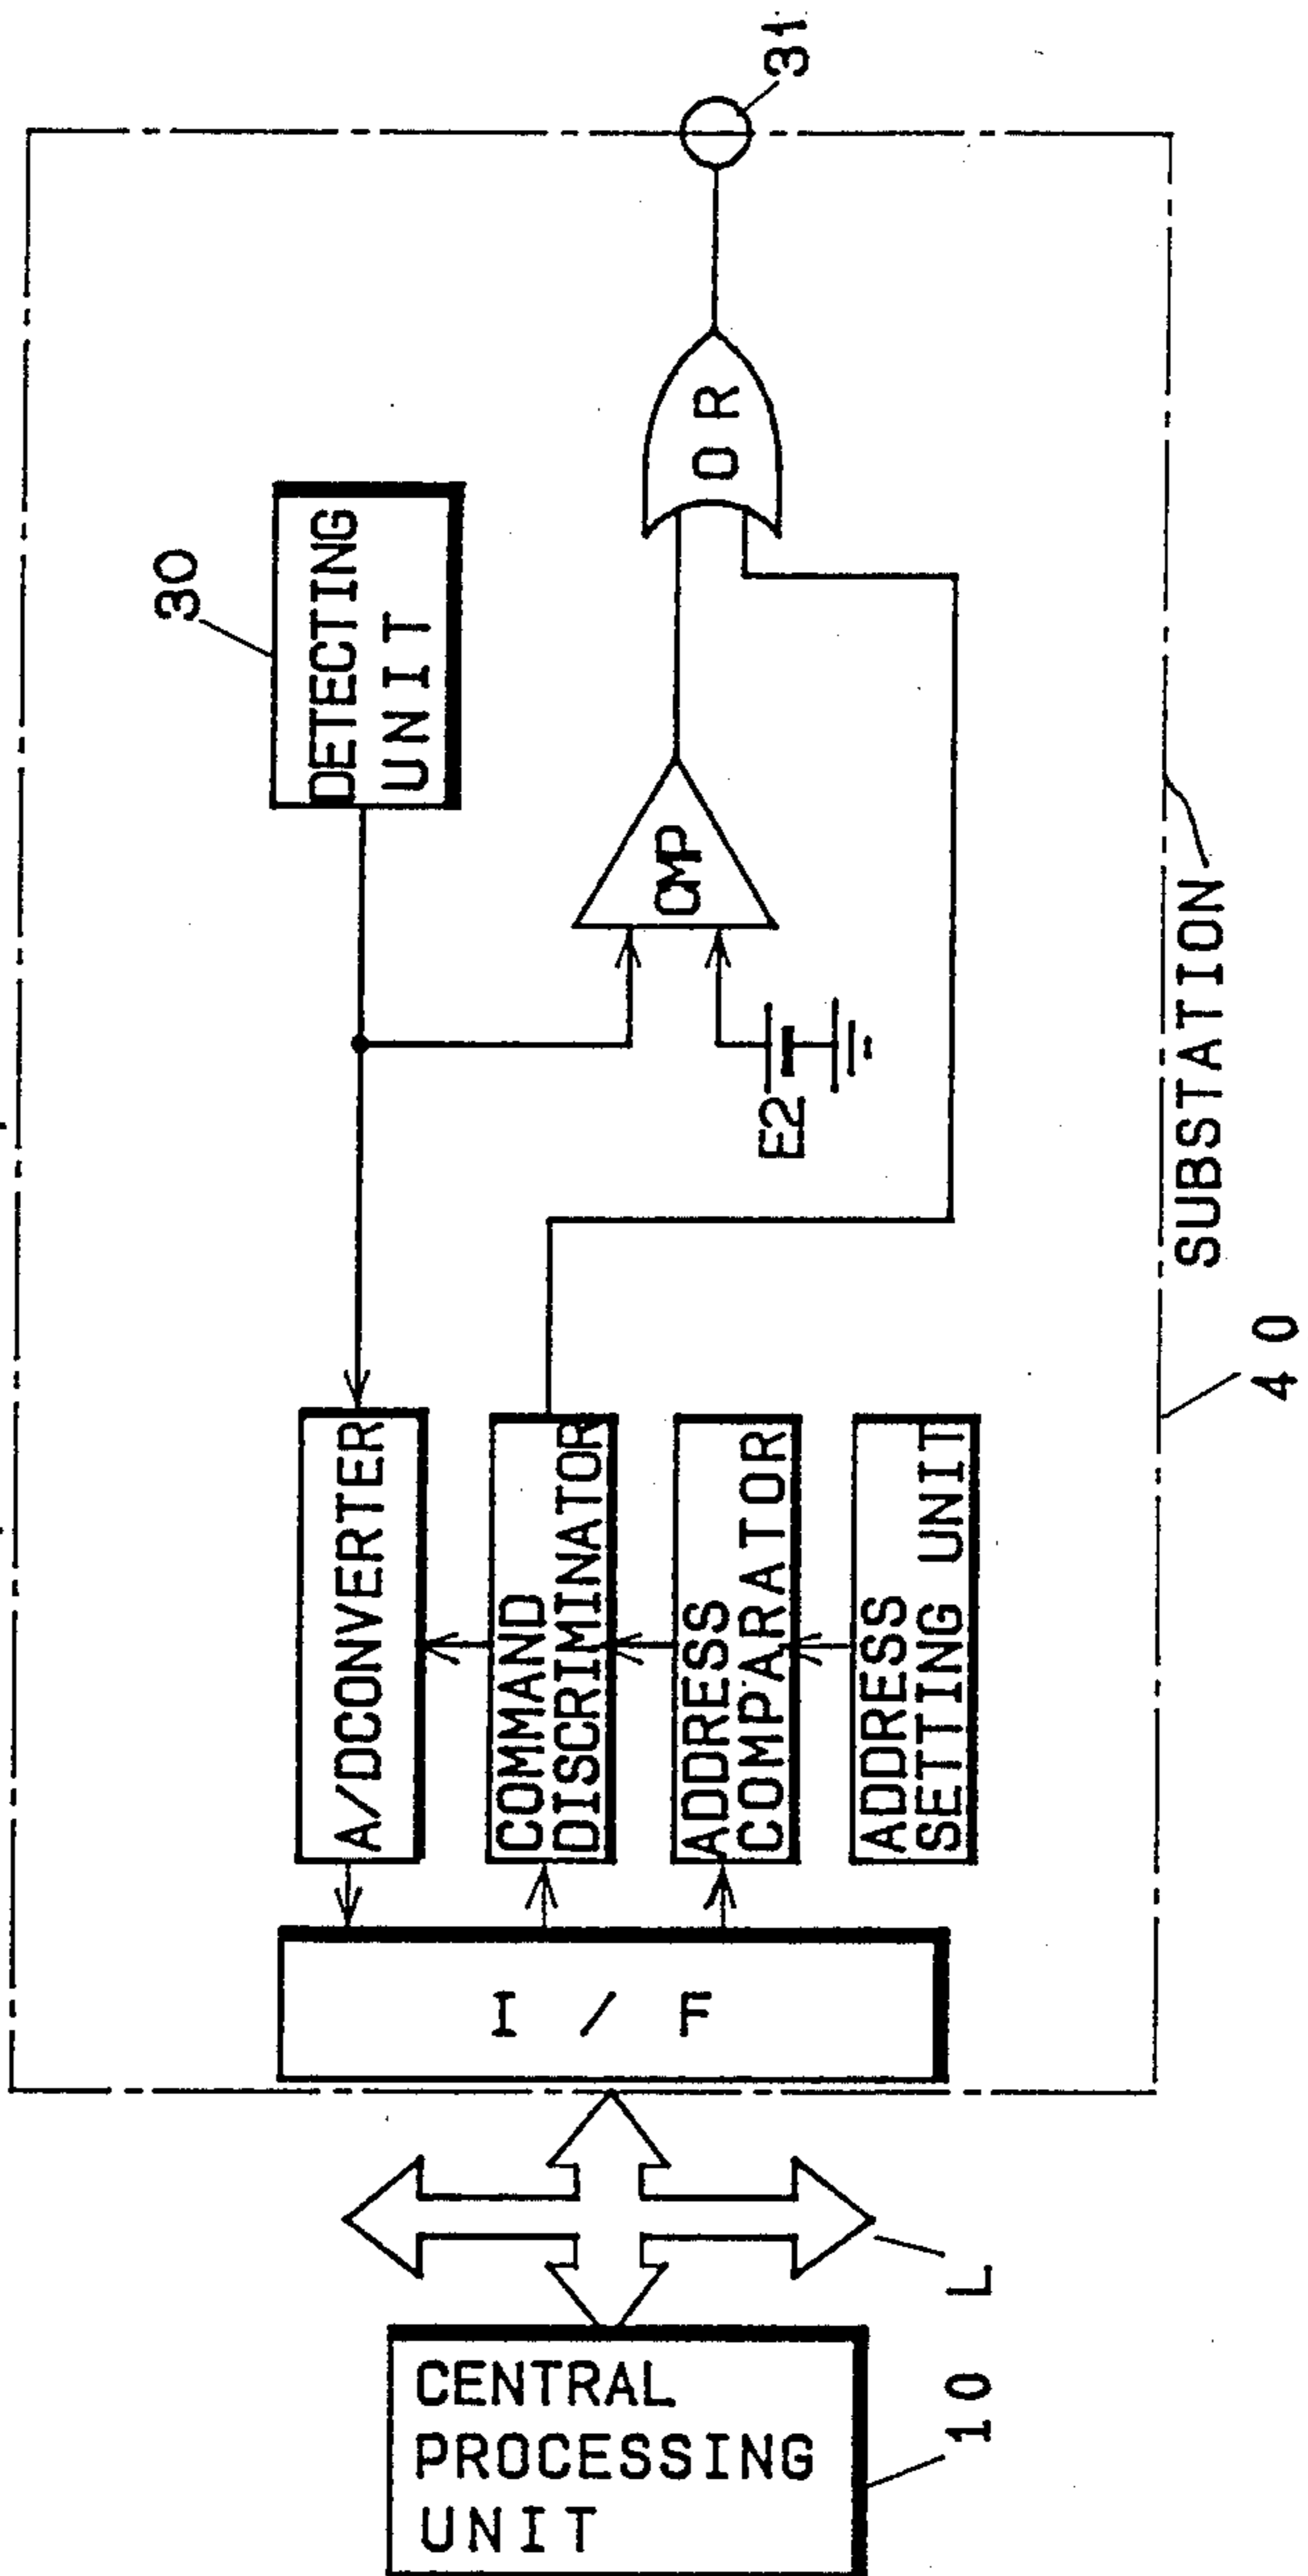 30
DETECTING
UNIT
31
A/DCONVERTER
COMMAND
DISCRIMINATOR
CMP
OR
ADDRESS
COMPARATOR
E2
ADDRESS
SETTING UNIT
I/F
CENTRAL
PROCESSING
UNIT
10
L
SUBSTATION
40